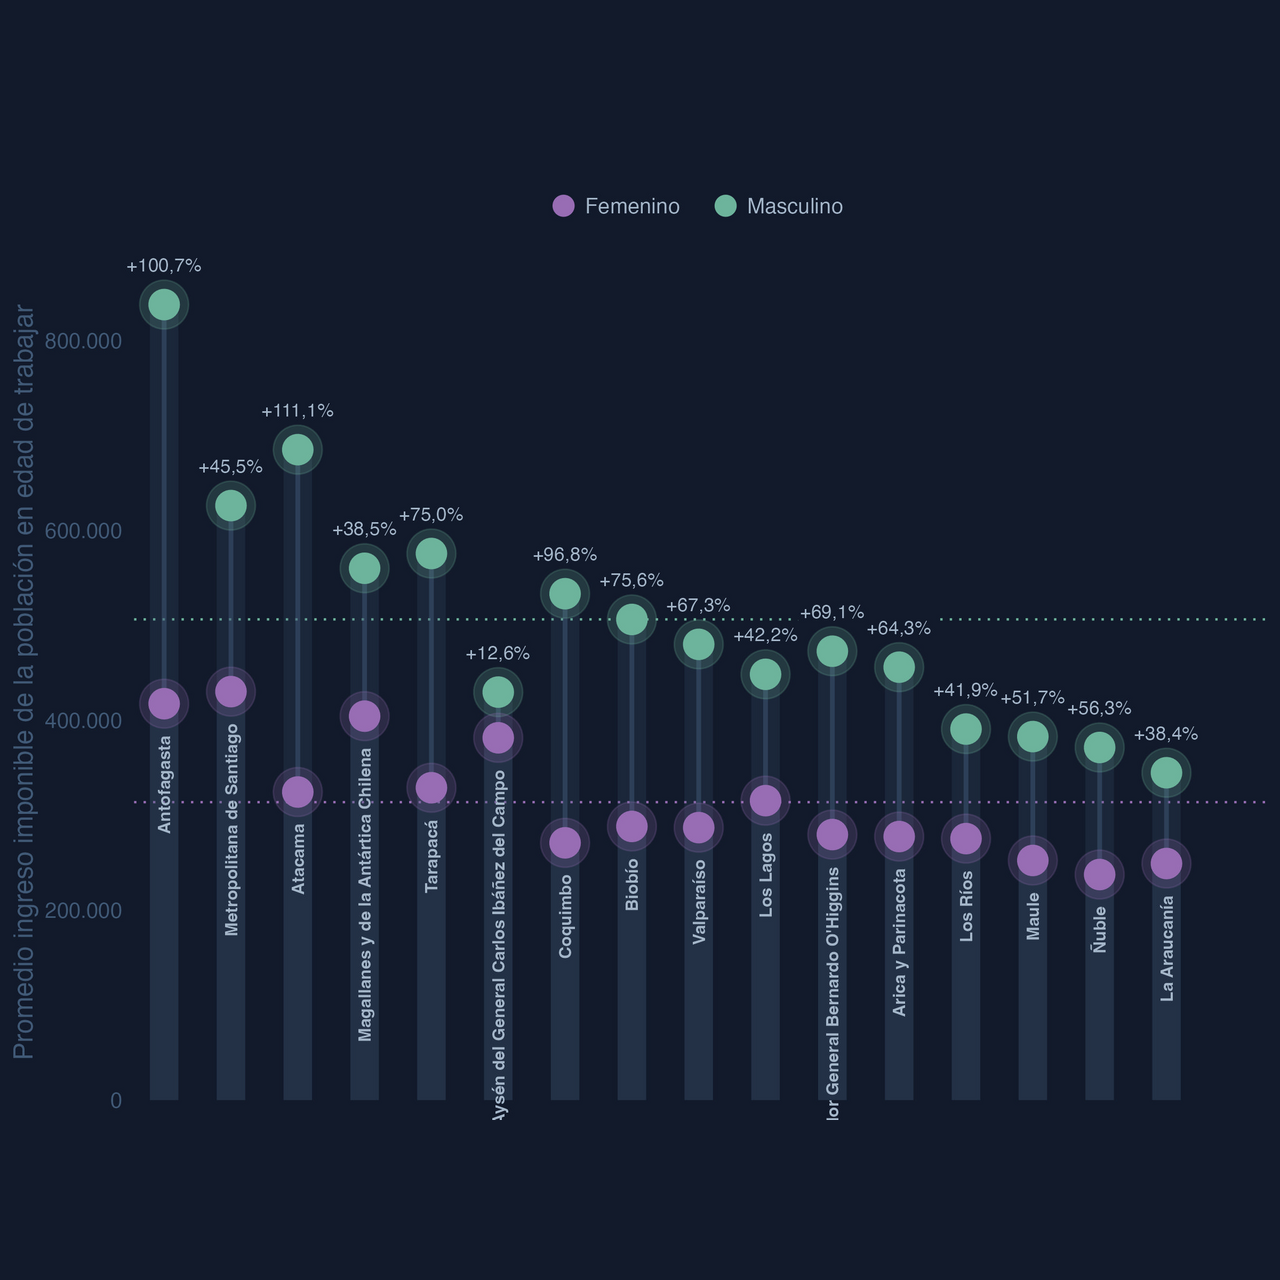 Femenino
Masculino
Promedio ingreso imponible de la población en edad de trabajar
800.000
600.000
400.000
200.000
0
+100,7%
+45,5%
+111,1%
+38,5%
+75,0%
+12,6%
+96,8%
+75,6%
+67,3%
+42,2%
+69,1%
+64,3%
+41,9%
+51,7%
+56,3%
+38,4%
Antofagasta
Metropolitana de Santiago
Atacama
Magallanes y de la Antártica Chilena
Tarapacá
Aysén del General Carlos Ibáñez del Campo
Coquimbo
Biobío
Valparaíso
Los Lagos
lor General Bernardo O'Higgins
Arica y Parinacota
Los Ríos
Maule
Ñuble
La Araucanía